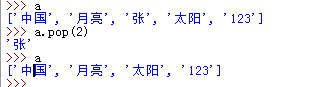 >>> a
['中国', '月亮', '张', '太阳', '123']
>>> a.pop(2)
'张'
>>> a
['中国', '月亮', '太阳', '123']
>>>